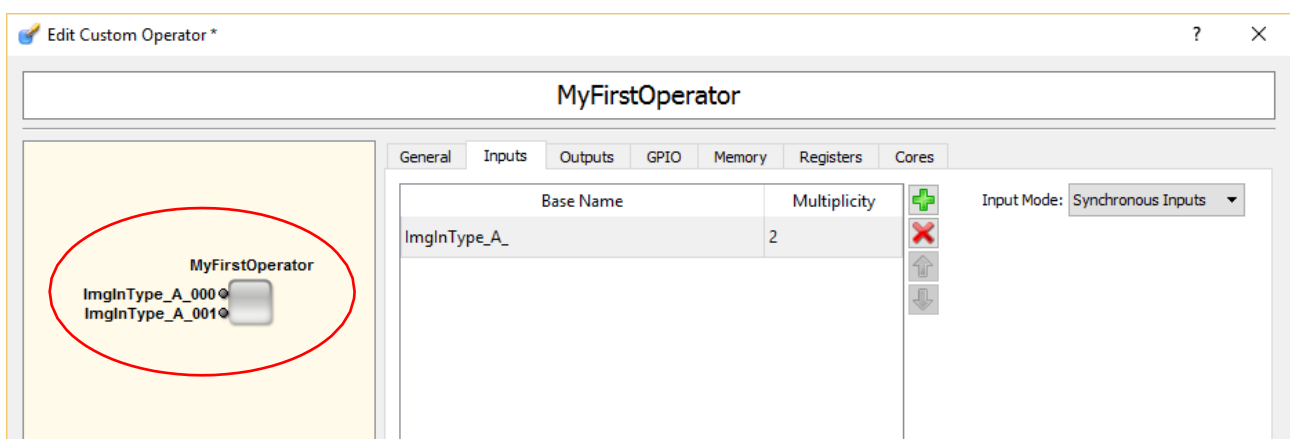 Edit Custom Operator *
?
MyFirstOperator
General Inputs Outputs GPIO Memory Registers Cores
Base Name Multiplicity
Input Mode: Synchronous Inputs
ImgInType_A_ 2
MyFirstOperator
ImgInType_A_000
ImgInType_A_001